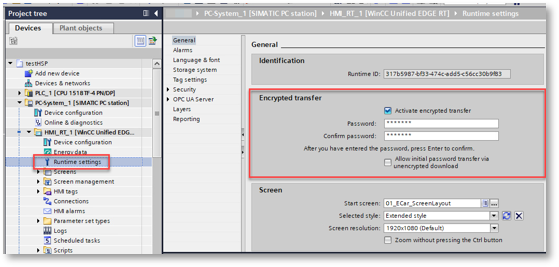 Project tree
PC-System_1 [SIMATIC PC station] ▸ HMI_RT_1 [WinCC Unified EDGE RT] ▸ Runtime settings
Devices
Plant objects
testHSP
Add new device
Devices & networks
PLC_1 [CPU 1518TF-4 PN/DP]
PC-System_1 [SIMATIC PC station]
Device configuration
Online & diagnostics
HMI_RT_1 [WinCC Unified EDG...
Device configuration
Energy data
Runtime settings
Screens
Screen management
HMI tags
Connections
HMI alarms
Parameter set types
Logs
Scheduled tasks
Scripts
General
Alarms
Language & font
Storage system
Tag settings
Security
OPC UA Server
Layers
Reporting
General
Identification
Runtime ID: 317b5987-bf33-474c-add5-c56cc30b9f83
Encrypted transfer
Activate encrypted transfer
Password: *******
Confirm password: *******
After you have entered the password, press Enter to confirm.
Allow initial password transfer via
unencrypted download
Screen
Start screen: 01_ECar_ScreenLayout
Selected style: Extended style
Screen resolution: 1920x1080 (Default)
Zoom without pressing the Ctrl button